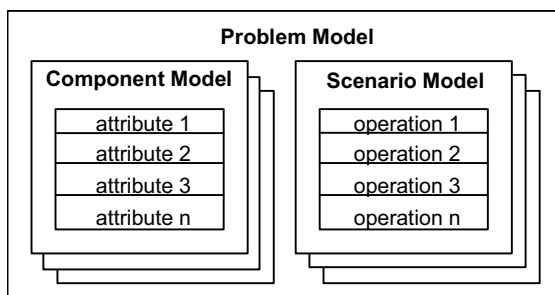 Problem Model
Component Model
attribute 1
attribute 2
attribute 3
attribute n
Scenario Model
operation 1
operation 2
operation 3
operation n